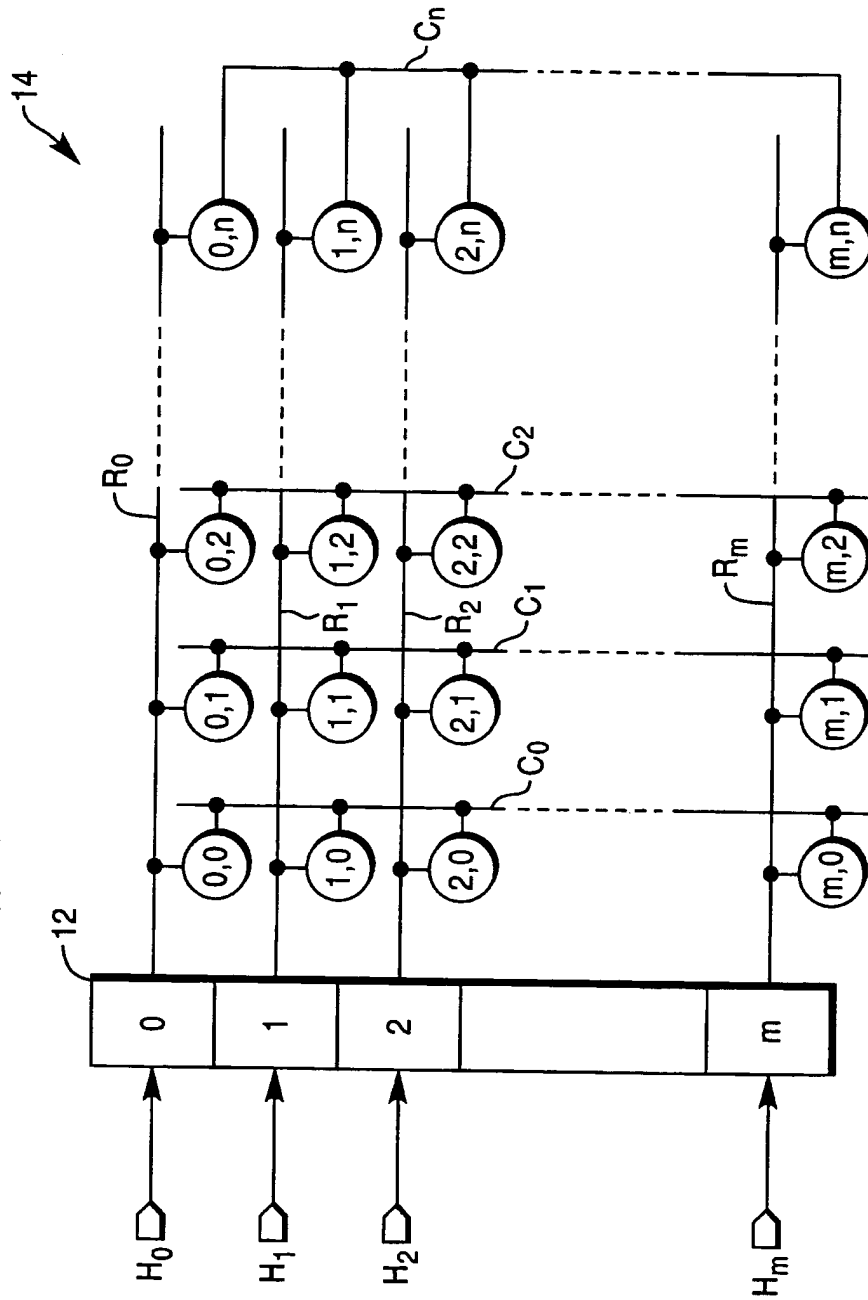 14
12
R₀
Cₙ
H₀
0
0,0
0,1
0,2
0,n
H₁
1
R₁
1,0
1,1
1,2
1,n
H₂
2
R₂
2,0
2,1
2,2
2,n
C₀
C₁
C₂
Hₘ
m
Rₘ
m,0
m,1
m,2
m,n